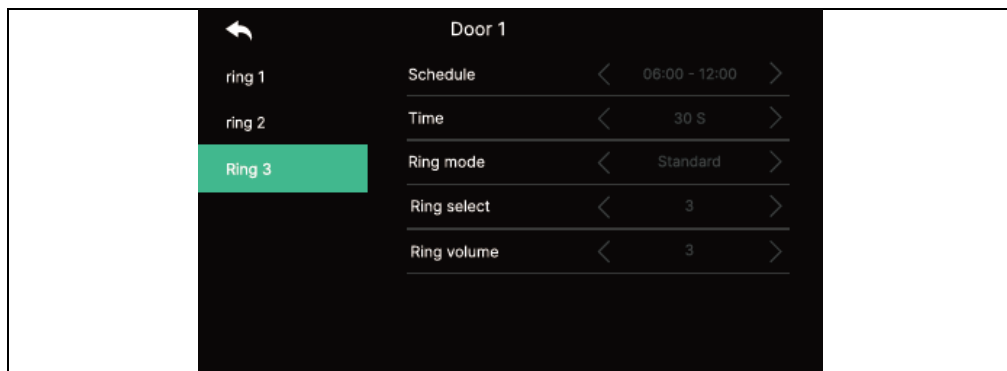 Door 1
ring 1
ring 2
Ring 3
Schedule 06:00 - 12:00
Time 30 S
Ring mode Standard
Ring select 3
Ring volume 3